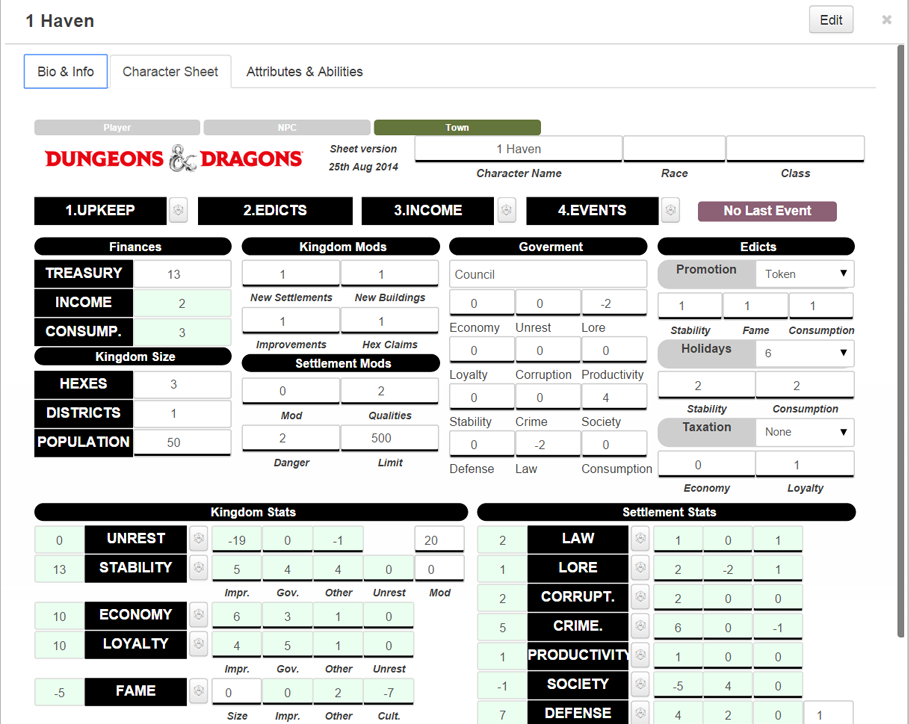 1 Haven
Edit
×
Bio & Info Character Sheet Attributes & Abilities
Player NPC Town
DUNGEONS & DRAGONS
Sheet version
25th Aug 2014
1 Haven
Character Name Race Class
1.UPKEEP 2.EDICTS 3.INCOME 4.EVENTS No Last Event
Finances Kingdom Mods Goverment Edicts
TREASURY 13
INCOME 2
CONSUMP. 3
Kingdom Size
HEXES 3
DISTRICTS 1
POPULATION 50
1 1
New Settlements New Buildings
1 1
Improvements Hex Claims
Settlement Mods
0 2
Mod Qualities
2 500
Danger Limit
Council
0 0 -2
Economy Unrest Lore
0 0 0
Loyalty Corruption Productivity
0 0 4
Stability Crime Society
0 -2 0
Defense Law Consumption
Promotion Token
1 1 1
Stability Fame Consumption
Holidays 6
2 2
Stability Consumption
Taxation None
0 1
Economy Loyalty
Kingdom Stats
0 UNREST -19 0 -1 20
13 STABILITY 5 4 4 0 0
Impr. Gov. Other Unrest Mod
10 ECONOMY 6 3 1 0
10 LOYALTY 4 5 1 0
Impr. Gov. Other Unrest
-5 FAME 0 0 2 -7
Size Impr. Other Cult.
Settlement Stats
2 LAW 1 0 1
1 LORE 2 -2 1
2 CORRUPT. 2 0 0
5 CRIME. 6 0 -1
1 PRODUCTIVITY 1 0 0
-1 SOCIETY -5 4 0
7 DEFENSE 4 2 0 1